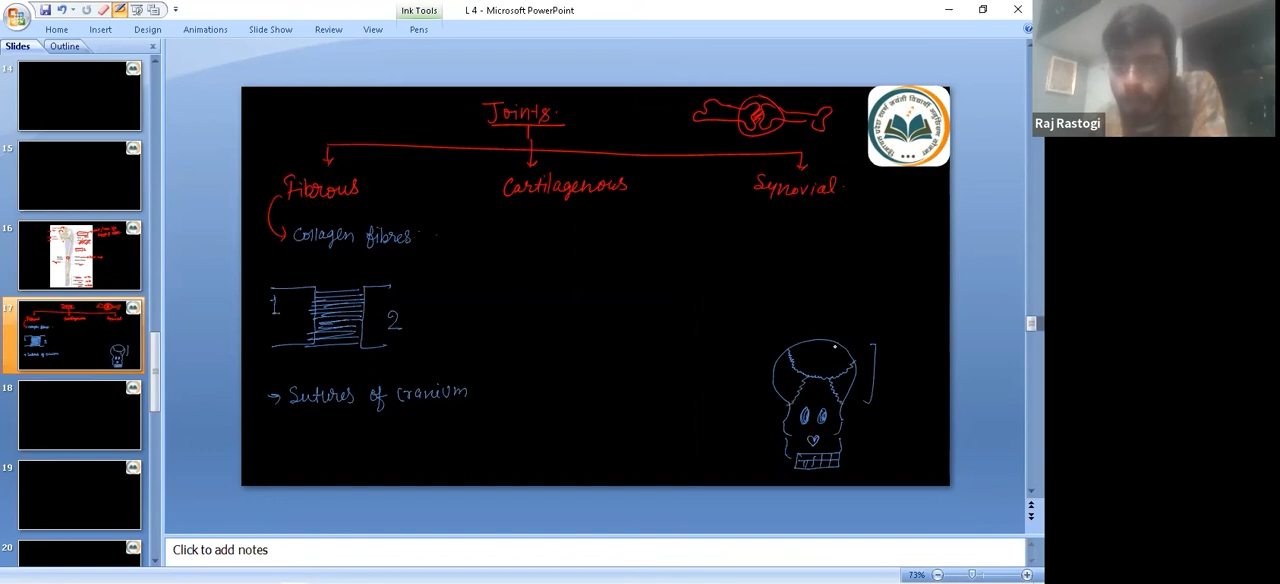 Ink Tools
L 4 - Microsoft PowerPoint
Home Insert Design Animations Slide Show Review View Pens
Slides Outline
14
15
16
17
18
19
20
Joints
Fibrous Cartilagenous Synovial
Collagen fibres
1 2
→ Sutures of cranium
Raj Rastogi
Click to add notes
73%